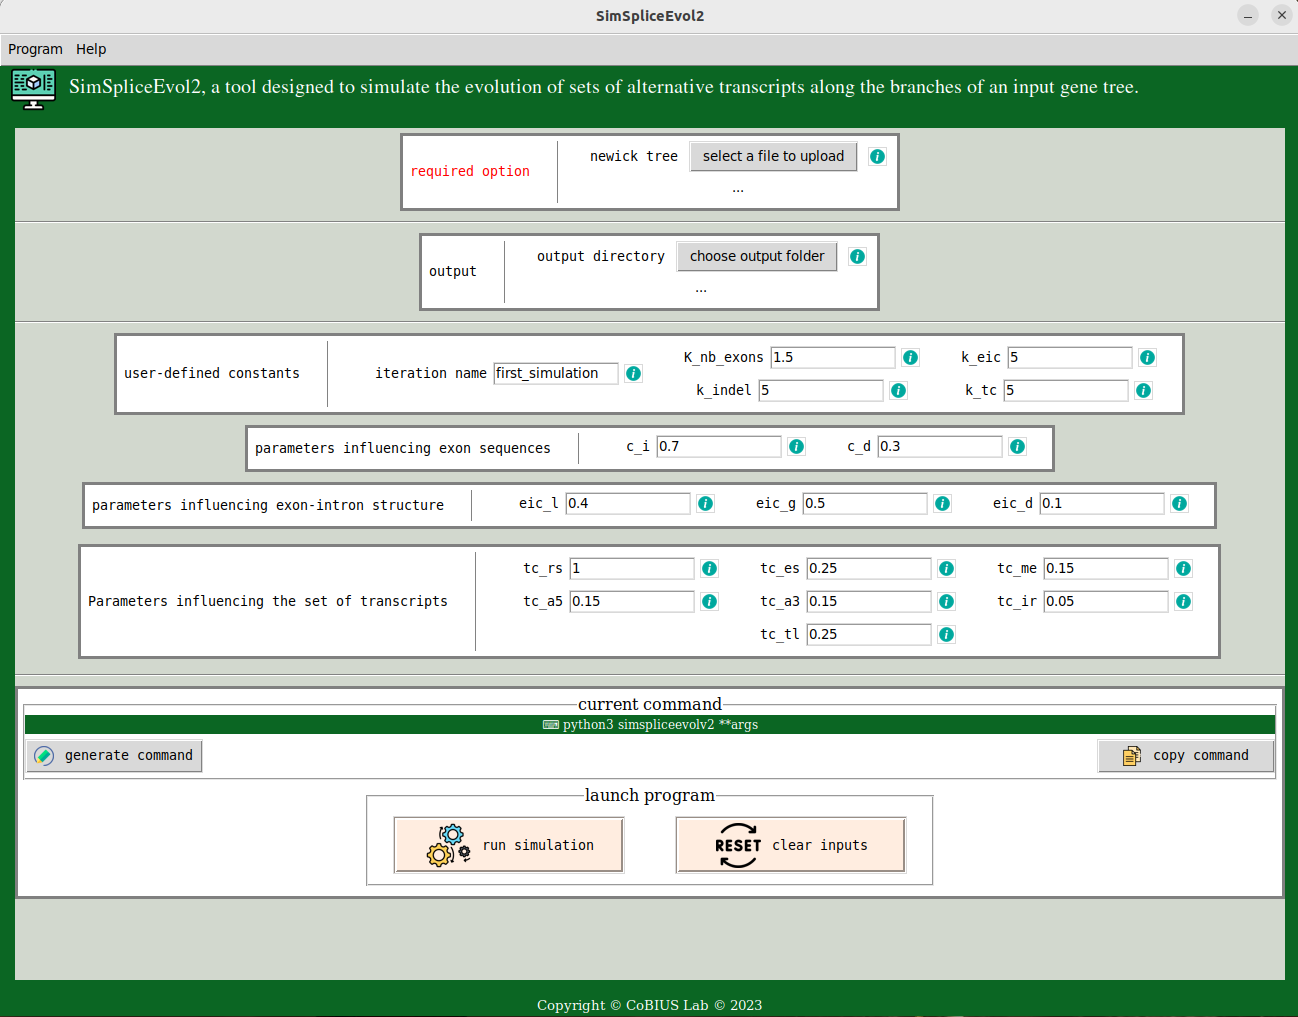 SimSpliceEvol2
Program Help
SimSpliceEvol2, a tool designed to simulate the evolution of sets of alternative transcripts along the branches of an input gene tree.
required option newick tree select a file to upload i
...
output output directory choose output folder i
...
user-defined constants iteration name first_simulation i
K_nb_exons 1.5 i k_eic 5 i
k_indel 5 i k_tc 5 i
parameters influencing exon sequences c_i 0.7 i c_d 0.3 i
parameters influencing exon-intron structure eic_l 0.4 i eic_g 0.5 i eic_d 0.1 i
Parameters influencing the set of transcripts
tc_rs 1 i tc_es 0.25 i tc_me 0.15 i
tc_a5 0.15 i tc_a3 0.15 i tc_ir 0.05 i
tc_tl 0.25 i
current command
python3 simspliceevolv2 **args
generate command copy command
launch program
run simulation RESET clear inputs
Copyright © CoBIUS Lab © 2023